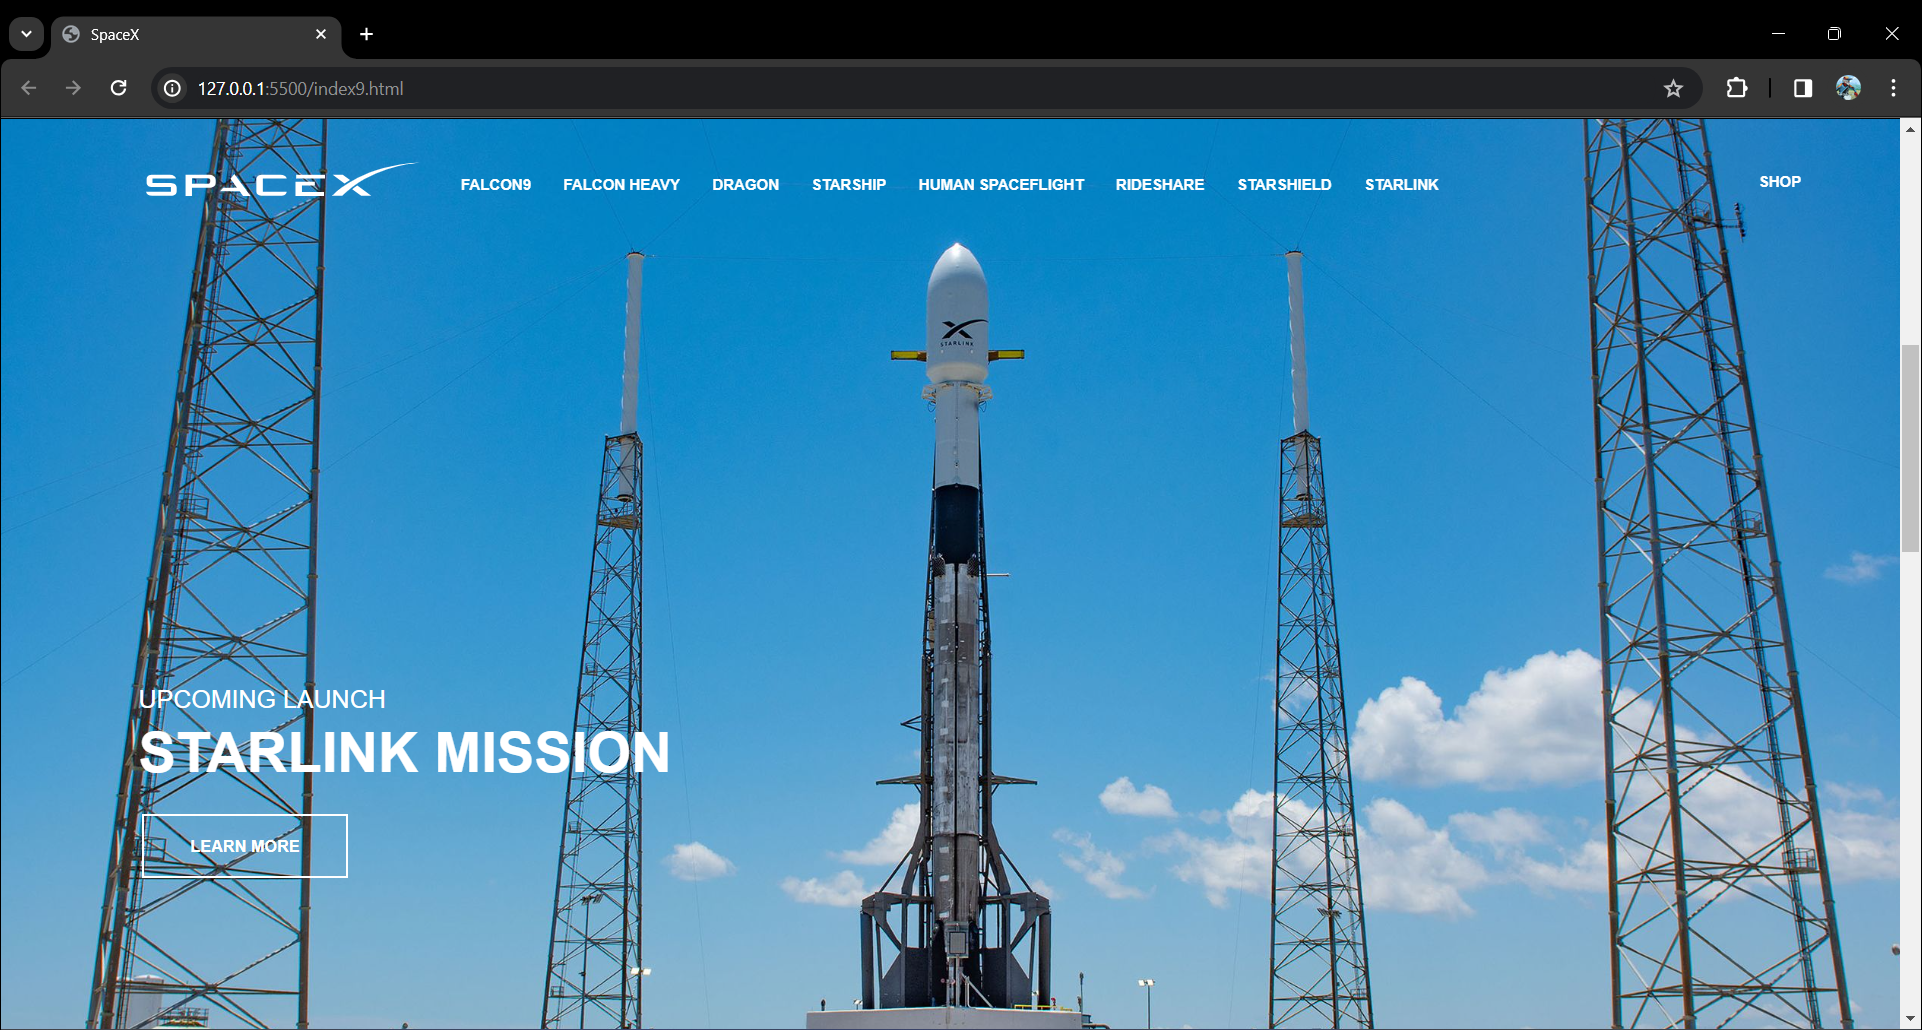 SpaceX
127.0.0.1:5500/index9.html
SPACEX FALCON9 FALCON HEAVY DRAGON STARSHIP HUMAN SPACEFLIGHT RIDESHARE STARSHIELD STARLINK SHOP
STARLINK
UPCOMING LAUNCH
STARLINK MISSION
LEARN MORE